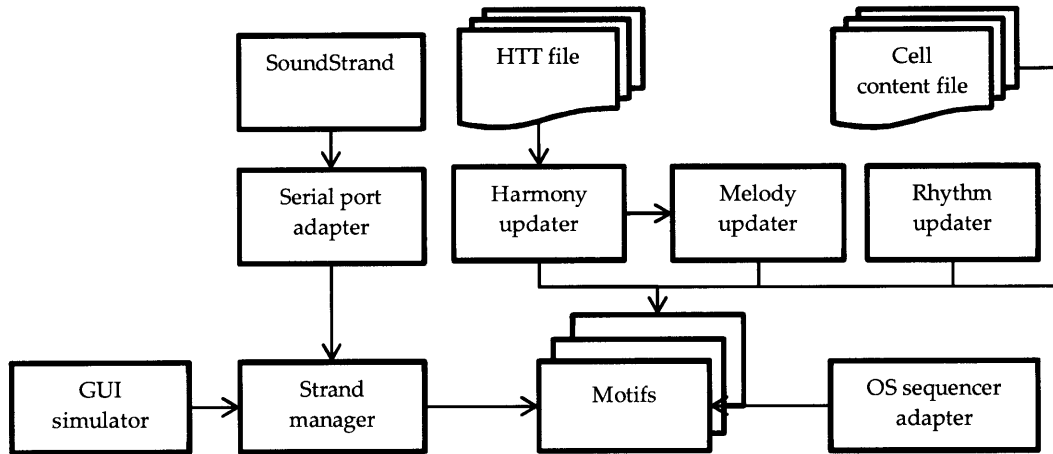 SoundStrand
HTT file
Cell
content file
Serial port
adapter
Harmony
updater
Melody
updater
Rhythm
updater
GUI
simulator
Strand
manager
Motifs
OS sequencer
adapter